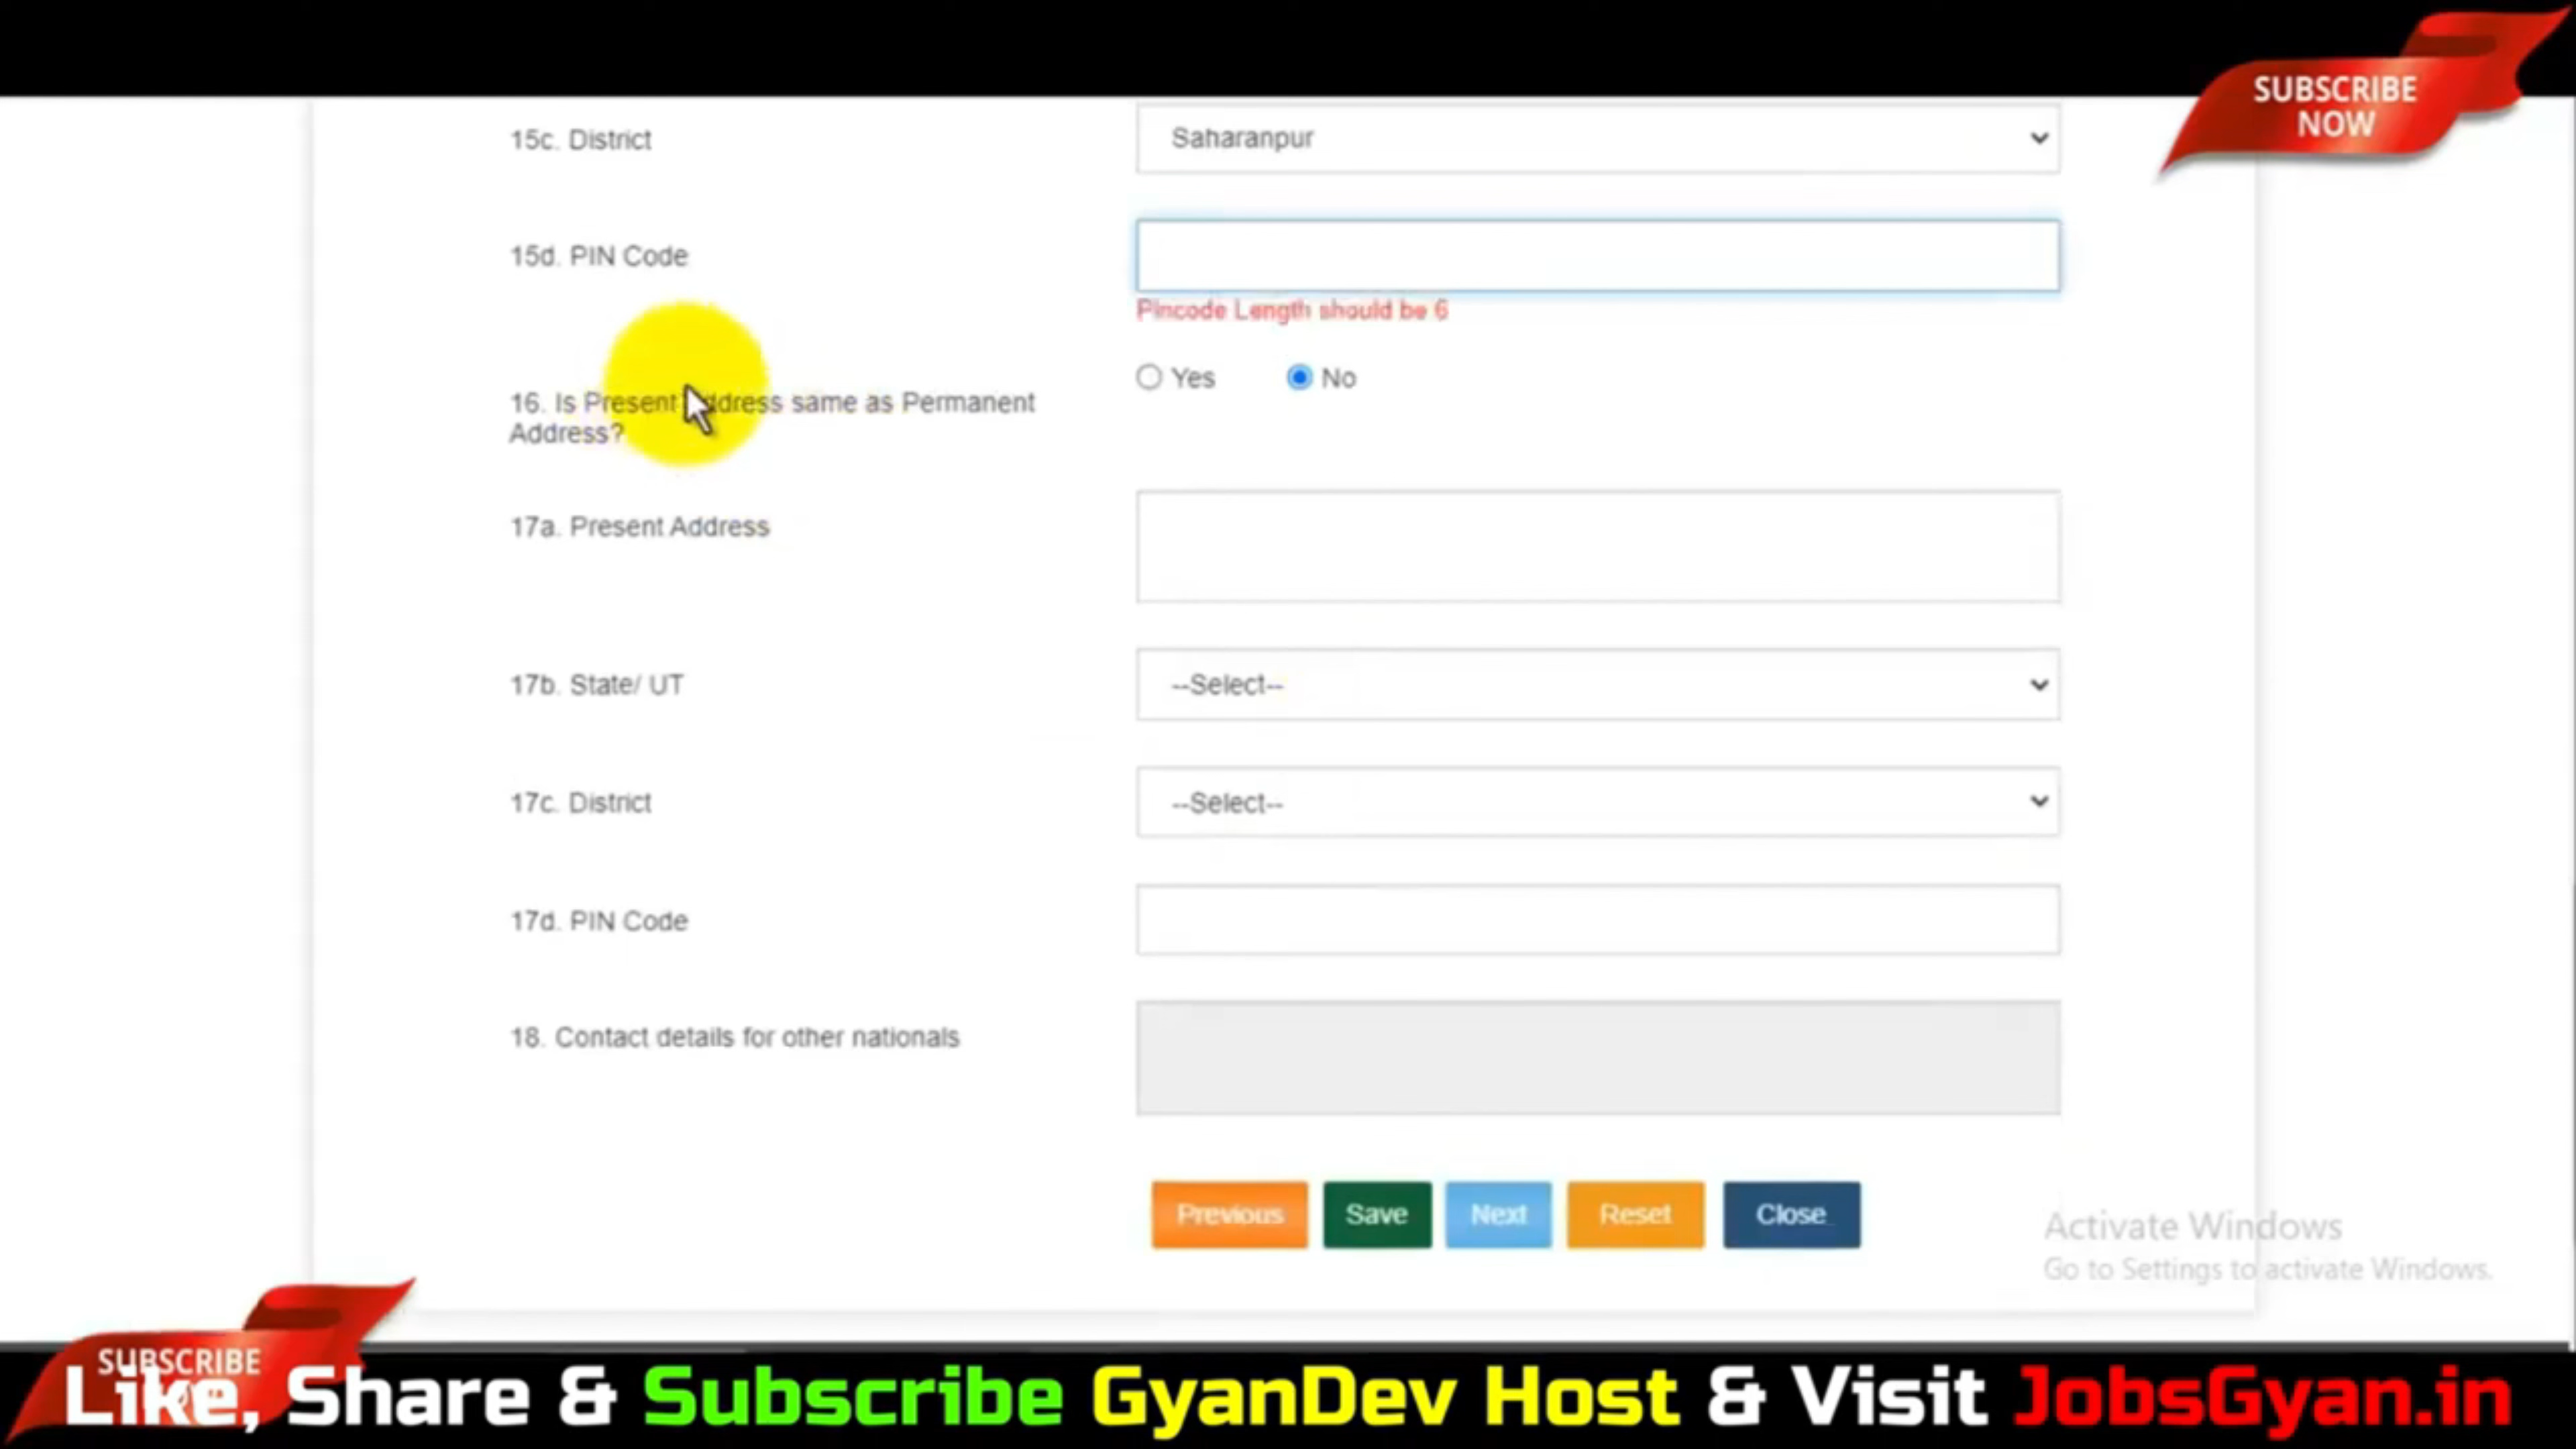 SUBSCRIBE
NOW
15c. District
Saharanpur
15d. PIN Code
Pincode Length should be 6
Yes
No
16. Is Present Address same as Permanent
Address?
17a. Present Address
17b. State/ UT
--Select--
17c. District
--Select--
17d. PIN Code
18. Contact details for other nationals
Previous
Save
Next
Reset
Close
Activate Windows
Go to Settings to activate Windows.
SUBSCRIBE
Like, Share & Subscribe GyanDev Host & Visit JobsGyan.in